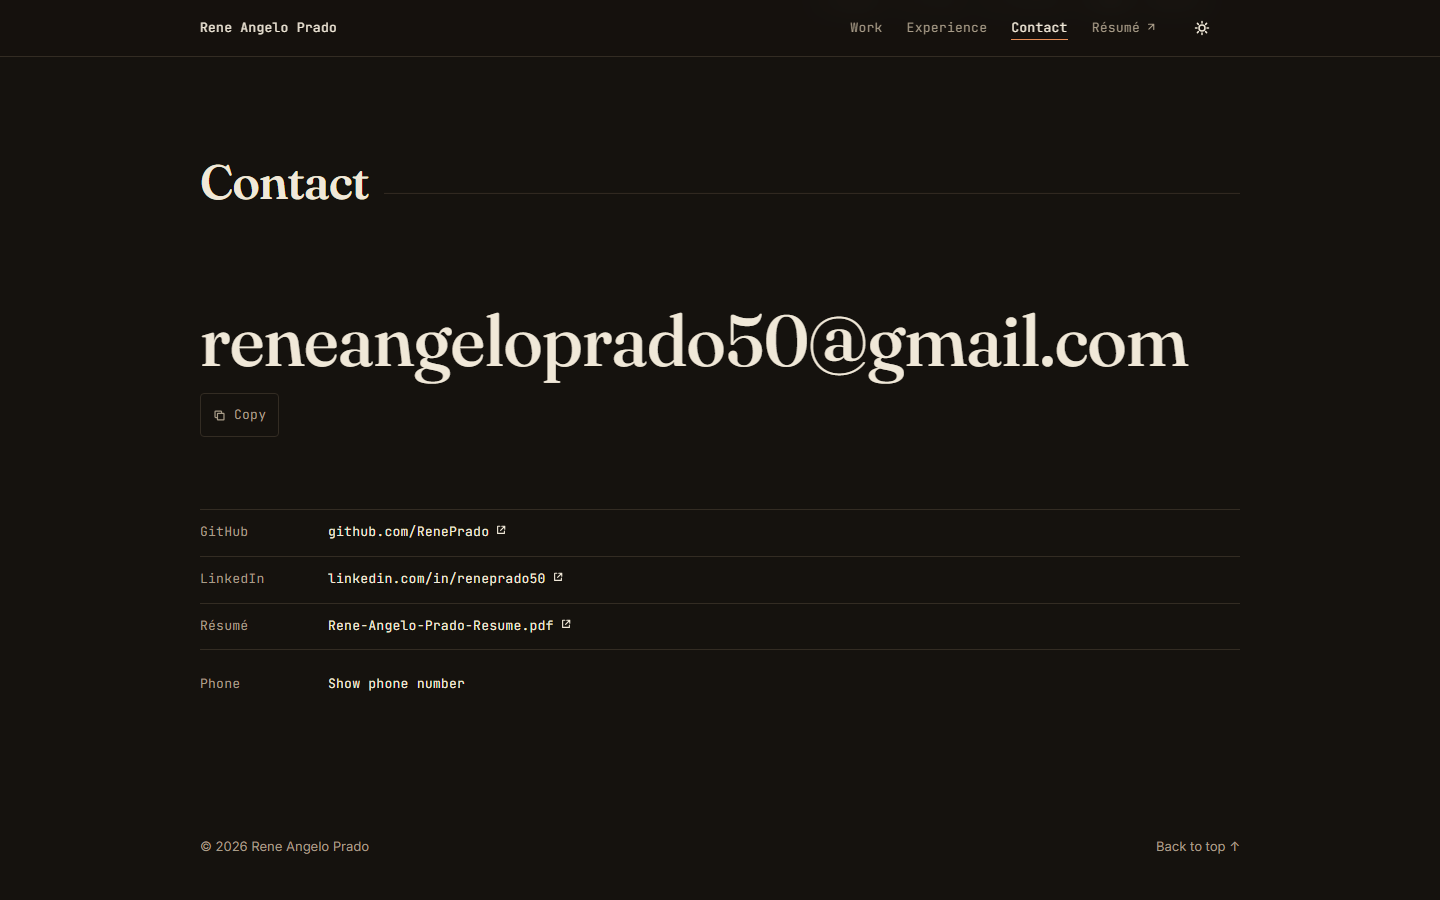 Rene Angelo Prado
Work Experience Contact Résumé ↗
Contact
reneangeloprado50@gmail.com
Copy
GitHub github.com/RenePrado
LinkedIn linkedin.com/in/reneprado50
Résumé Rene-Angelo-Prado-Resume.pdf
Phone Show phone number
© 2026 Rene Angelo Prado
Back to top ↑